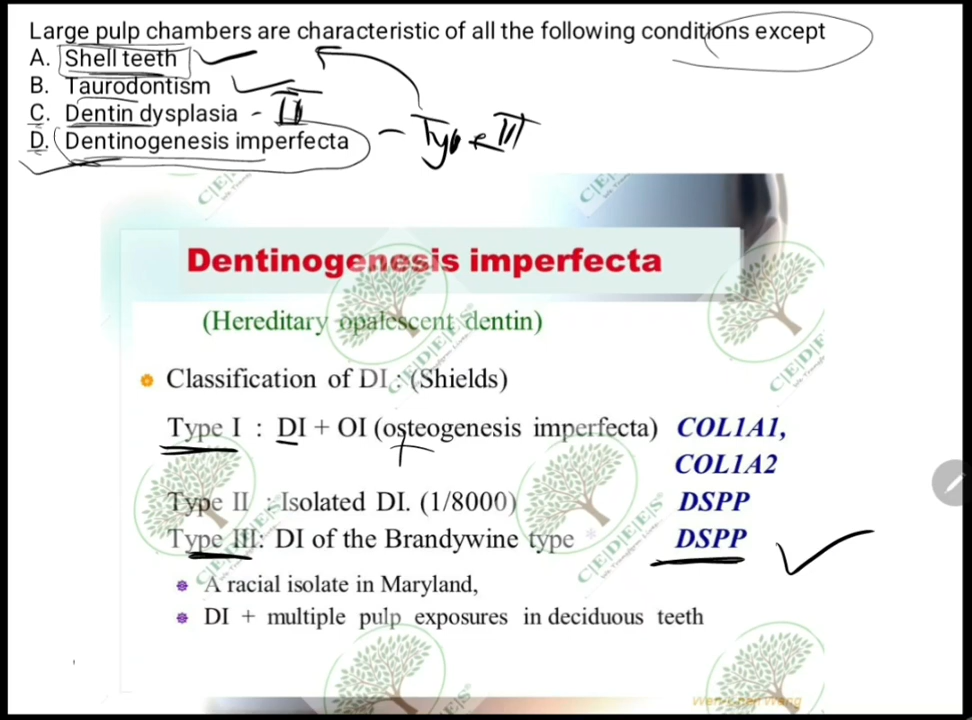 Large pulp chambers are characteristic of all the following conditions except
A. Shell teeth
B. Taurodontism
C. Dentin dysplasia - II
D. Dentinogenesis imperfecta - Type III
Dentinogenesis imperfecta
(Hereditary opalescent dentin)
Classification of DI : (Shields)
Type I : DI + OI (osteogenesis imperfecta) COL1A1,
COL1A2
Type II : Isolated DI. (1/8000) DSPP
Type III: DI of the Brandywine type DSPP
A racial isolate in Maryland,
DI + multiple pulp exposures in deciduous teeth